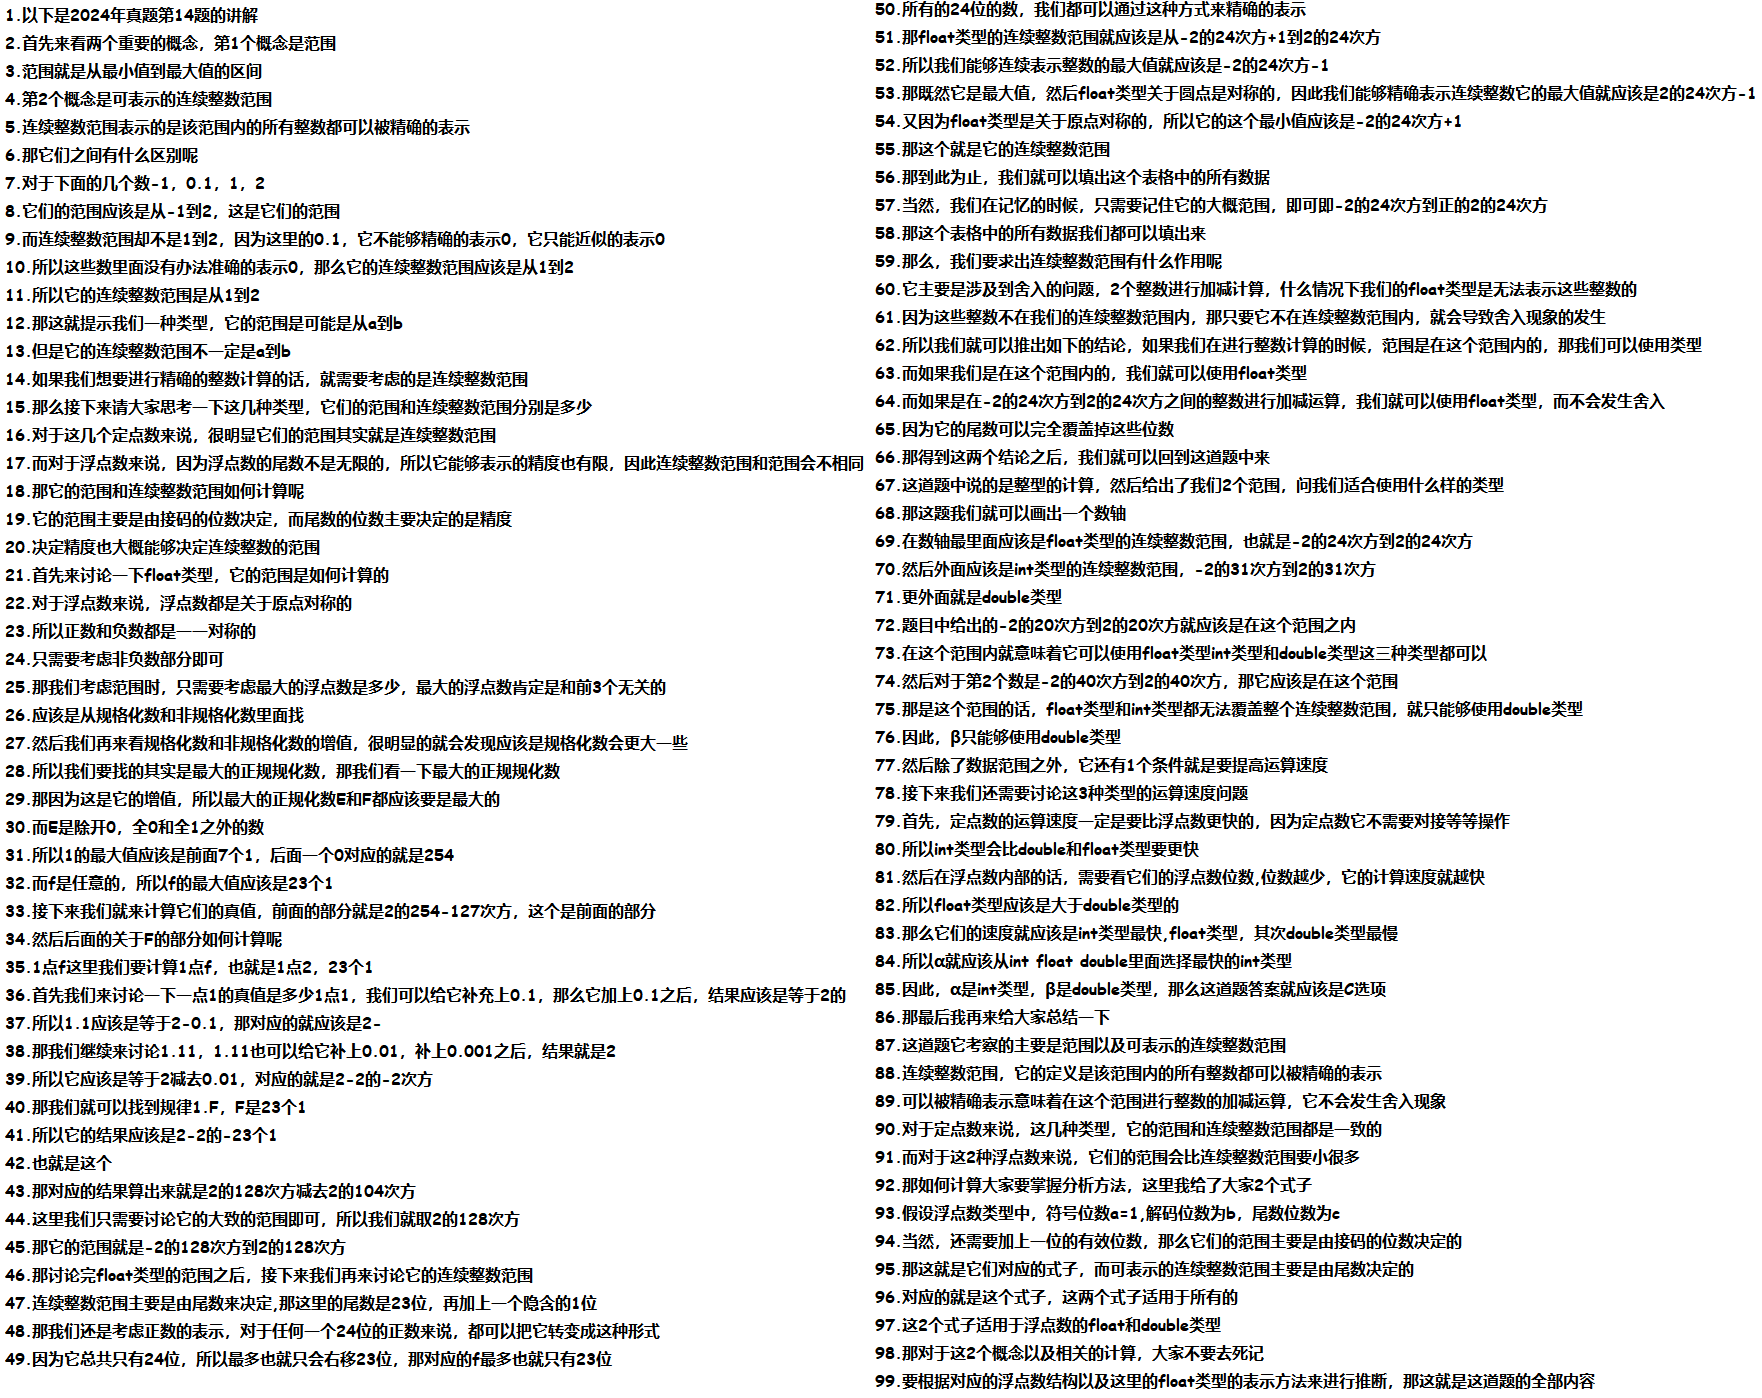 1.以下是2024年真题第14题的讲解
2.首先来看两个重要的概念，第1个概念是范围
3.范围就是从最小值到最大值的区间
4.第2个概念是可表示的连续整数范围
5.连续整数范围表示的是该范围内的所有整数都可以被精确的表示
6.那它们之间有什么区别呢
7.对于下面的几个数-1，0.1，1，2
8.它们的范围应该是从-1到2，这是它们的范围
9.而连续整数范围却不是1到2，因为这里的0.1，它不能够精确的表示0，它只能近似的表示0
10.所以这些数里面没有办法准确的表示0，那么它的连续整数范围应该是从1到2
11.所以它的连续整数范围是从1到2
12.那这就提示我们一种类型，它的范围是可能是从a到b
13.但是它的连续整数范围不一定是a到b
14.如果我们想要进行精确的整数计算的话，就需要考虑的是连续整数范围
15.那么接下来请大家思考一下这几种类型，它们的范围和连续整数范围分别是多少
16.对于这几个定点数来说，很明显它们的范围其实就是连续整数范围
17.而对于浮点数来说，因为浮点数的尾数不是无限的，所以它能够表示的精度也有限，因此连续整数范围和范围会不相同
18.那它的范围和连续整数范围如何计算呢
19.它的范围主要是由接码的位数决定，而尾数的位数主要决定的是精度
20.决定精度也大概能够决定连续整数的范围
21.首先来讨论一下float类型，它的范围是如何计算的
22.对于浮点数来说，浮点数都是关于原点对称的
23.所以正数和负数都是一一对称的
24.只需要考虑非负数部分即可
25.那我们考虑范围时，只需要考虑最大的浮点数是多少，最大的浮点数肯定是和前3个无关的
26.应该是从规格化数和非规格化数里面找
27.然后我们再来看规格化数和非规格化数的增值，很明显的就会发现应该是规格化数会更大一些
28.所以我们要找的其实是最大的正规规化数，那我们看一下最大的正规规化数
29.那因为这是它的增值，所以最大的正规化数E和F都应该要是最大的
30.而E是除开0，全0和全1之外的数
31.所以1的最大值应该是前面7个1，后面一个0对应的就是254
32.而f是任意的，所以f的最大值应该是23个1
33.接下来我们就来计算它们的真值，前面的部分就是2的254-127次方，这个是前面的部分
34.然后后面的关于F的部分如何计算呢
35.1点f这里我们要计算1点f，也就是1点2，23个1
36.首先我们来讨论一下一点1的真值是多少1点1，我们可以给它补充上0.1，那么它加上0.1之后，结果应该是等于2的
37.所以1.1应该是等于2-0.1，那对应的就应该是2-
38.那我们继续来讨论1.11，1.11也可以给它补上0.01，补上0.001之后，结果就是2
39.所以它应该是等于2减去0.01，对应的就是2-2的-2次方
40.那我们就可以找到规律1.F，F是23个1
41.所以它的结果应该是2-2的-23个1
42.也就是这个
43.那对应的结果算出来就是2的128次方减去2的104次方
44.这里我们只需要讨论它的大致的范围即可，所以我们就取2的128次方
45.那它的范围就是-2的128次方到2的128次方
46.那讨论完float类型的范围之后，接下来我们再来讨论它的连续整数范围
47.连续整数范围主要是由尾数来决定,那这里的尾数是23位，再加上一个隐含的1位
48.那我们还是考虑正数的表示，对于任何一个24位的正数来说，都可以把它转变成这种形式
49.因为它总共只有24位，所以最多也就只会右移23位，那对应的f最多也就只有23位
50.所有的24位的数，我们都可以通过这种方式来精确的表示
51.那float类型的连续整数范围就应该是从-2的24次方+1到2的24次方
52.所以我们能够连续表示整数的最大值就应该是-2的24次方-1
53.那既然它是最大值，然后float类型关于圆点是对称的，因此我们能够精确表示连续整数它的最大值就应该是2的24次方-1
54.又因为float类型是关于原点对称的，所以它的这个最小值应该是-2的24次方+1
55.那这个就是它的连续整数范围
56.那到此为止，我们就可以填出这个表格中的所有数据
57.当然，我们在记忆的时候，只需要记住它的大概范围，即可即-2的24次方到正的2的24次方
58.那这个表格中的所有数据我们都可以填出来
59.那么，我们要求出连续整数范围有什么作用呢
60.它主要是涉及到舍入的问题，2个整数进行加减计算，什么情况下我们的float类型是无法表示这些整数的
61.因为这些整数不在我们的连续整数范围内，那只要它不在连续整数范围内，就会导致舍入现象的发生
62.所以我们就可以推出如下的结论，如果我们在进行整数计算的时候，范围是在这个范围内的，那我们可以使用类型
63.而如果我们是在这个范围内的，我们就可以使用float类型
64.而如果是在-2的24次方到2的24次方之间的整数进行加减运算，我们就可以使用float类型，而不会发生舍入
65.因为它的尾数可以完全覆盖掉这些位数
66.那得到这两个结论之后，我们就可以回到这道题中来
67.这道题中说的是整型的计算，然后给出了我们2个范围，问我们适合使用什么样的类型
68.那这题我们就可以画出一个数轴
69.在数轴最里面应该是float类型的连续整数范围，也就是-2的24次方到2的24次方
70.然后外面应该是int类型的连续整数范围，-2的31次方到2的31次方
71.更外面就是double类型
72.题目中给出的-2的20次方到2的20次方就应该是在这个范围之内
73.在这个范围内就意味着它可以使用float类型int类型和double类型这三种类型都可以
74.然后对于第2个数是-2的40次方到2的40次方，那它应该是在这个范围
75.那是这个范围的话，float类型和int类型都无法覆盖整个连续整数范围，就只能够使用double类型
76.因此，β只能够使用double类型
77.然后除了数据范围之外，它还有1个条件就是要提高运算速度
78.接下来我们还需要讨论这3种类型的运算速度问题
79.首先，定点数的运算速度一定是要比浮点数更快的，因为定点数它不需要对接等等操作
80.所以int类型会比double和float类型要更快
81.然后在浮点数内部的话，需要看它们的浮点数位数,位数越少，它的计算速度就越快
82.所以float类型应该是大于double类型的
83.那么它们的速度就应该是int类型最快,float类型，其次double类型最慢
84.所以α就应该从int float double里面选择最快的int类型
85.因此，α是int类型，β是double类型，那么这道题答案就应该是C选项
86.那最后我再来给大家总结一下
87.这道题它考察的主要是范围以及可表示的连续整数范围
88.连续整数范围，它的定义是该范围内的所有整数都可以被精确的表示
89.可以被精确表示意味着在这个范围进行整数的加减运算，它不会发生舍入现象
90.对于定点数来说，这几种类型，它的范围和连续整数范围都是一致的
91.而对于这2种浮点数来说，它们的范围会比连续整数范围要小很多
92.那如何计算大家要掌握分析方法，这里我给了大家2个式子
93.假设浮点数类型中，符号位数a=1,解码位数为b，尾数位数为c
94.当然，还需要加上一位的有效位数，那么它们的范围主要是由接码的位数决定的
95.那这就是它们对应的式子，而可表示的连续整数范围主要是由尾数决定的
96.对应的就是这个式子，这两个式子适用于所有的
97.这2个式子适用于浮点数的float和double类型
98.那对于这2个概念以及相关的计算，大家不要去死记
99.要根据对应的浮点数结构以及这里的float类型的表示方法来进行推断，那这就是这道题的全部内容